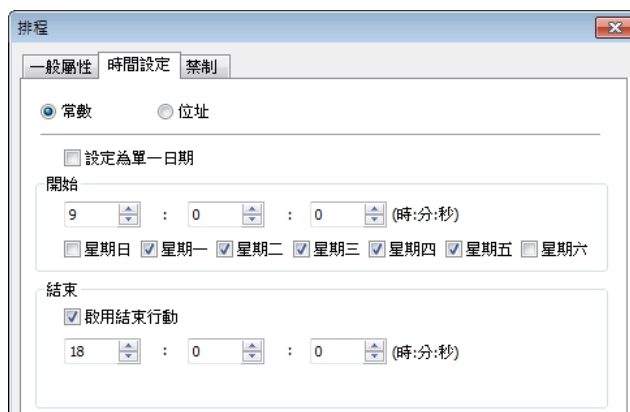 排程
一般屬性 時間設定 禁制
常數 位址
設定為單一日期
開始
9 : 0 : 0 (時:分:秒)
星期日 星期一 星期二 星期三 星期四 星期五 星期六
結束
啟用結束行動
18 : 0 : 0 (時:分:秒)